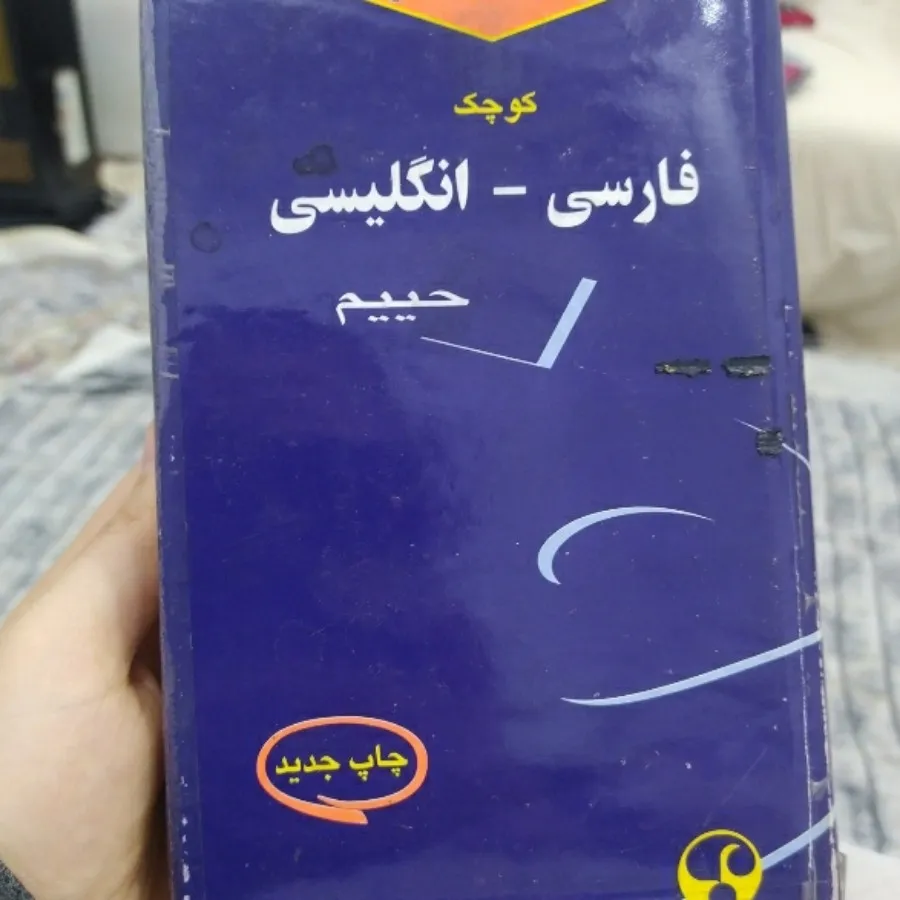 کوچک
فارسی - انگلیسی
حییم
چاپ جدید